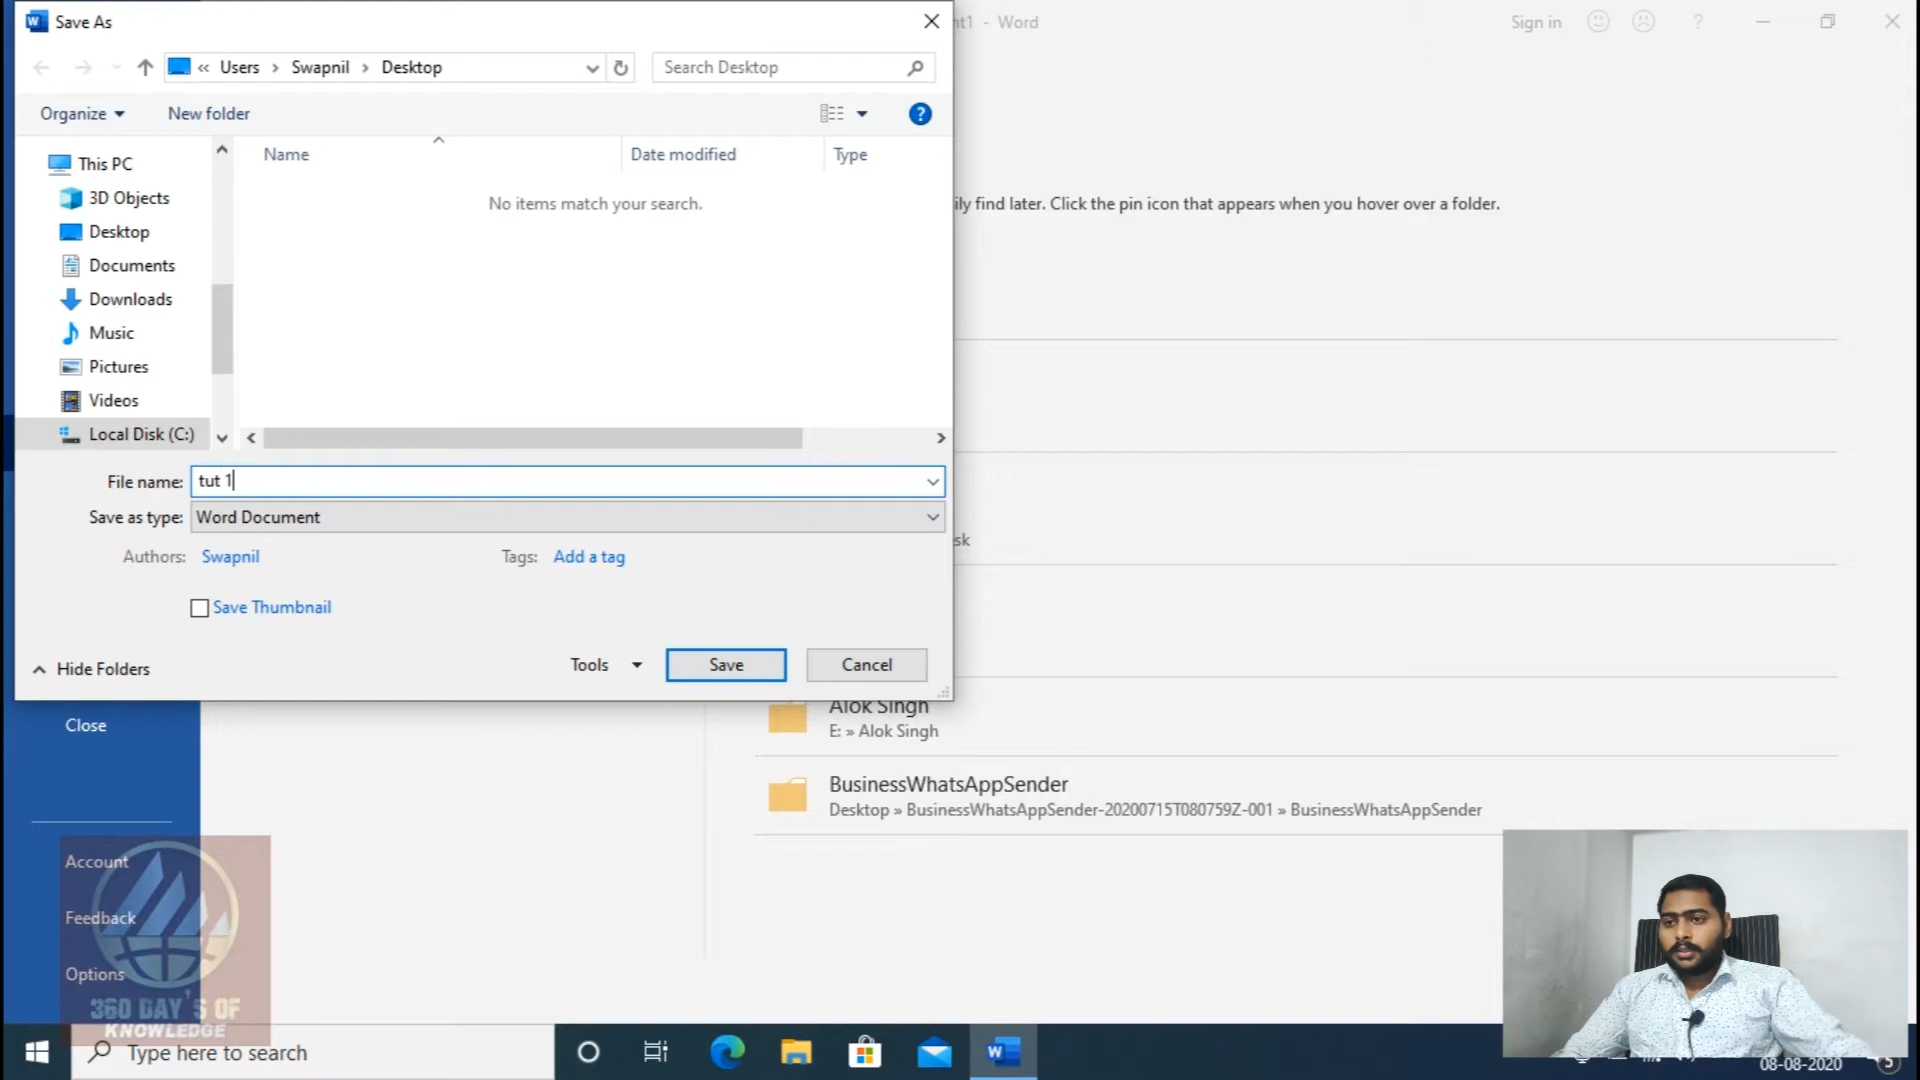 Save As
nt1 - Word
Sign in
?
« Users > Swapnil > Desktop
Search Desktop
Organize
New folder
?
Name
Date modified
Type
No items match your search.
This PC
3D Objects
Desktop
Documents
Downloads
Music
Pictures
Videos
Local Disk (C:)
ily find later. Click the pin icon that appears when you hover over a folder.
File name: tut 1
Save as type: Word Document
Authors: Swapnil
Tags: Add a tag
sk
Save Thumbnail
Hide Folders
Tools
Save
Cancel
Close
Alok Singh
E: » Alok Singh
BusinessWhatsAppSender
Desktop » BusinessWhatsAppSender-20200715T080759Z-001 » BusinessWhatsAppSender
Account
Feedback
Options
360 DAY'S OF
KNOWLEDGE
Type here to search
W
08-08-2020
5